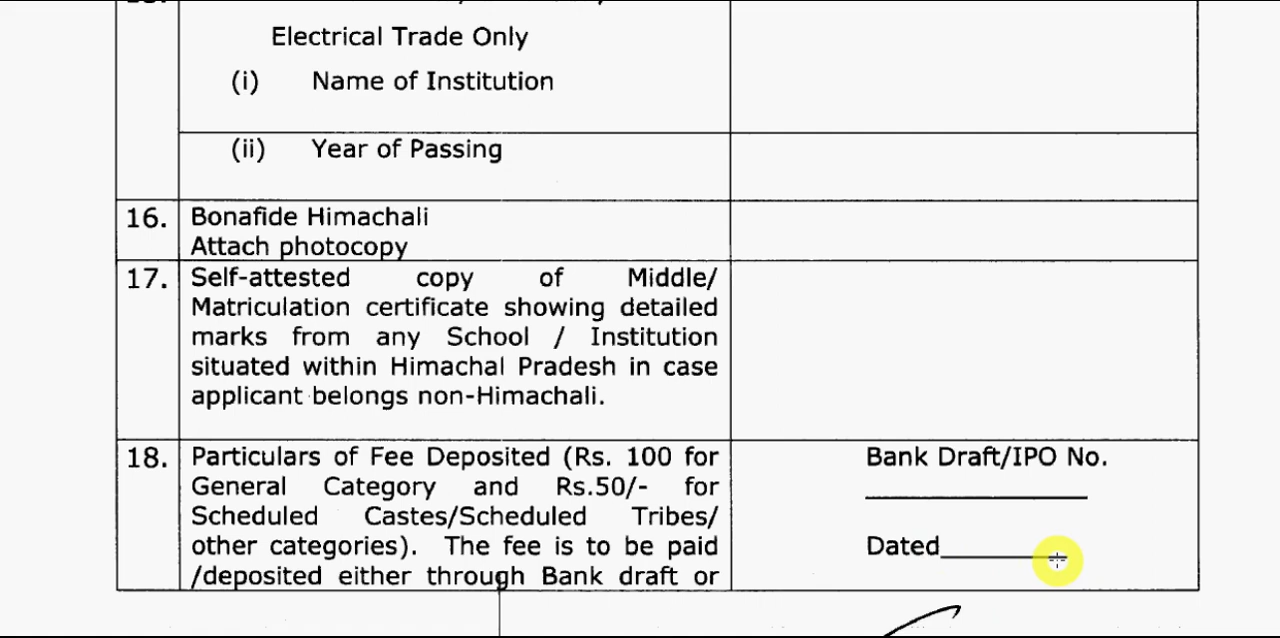 Electrical Trade Only
(i) Name of Institution
(ii) Year of Passing
16. Bonafide Himachali
Attach photocopy
17. Self-attested copy of Middle/
Matriculation certificate showing detailed
marks from any School / Institution
situated within Himachal Pradesh in case
applicant belongs non-Himachali.
18. Particulars of Fee Deposited (Rs. 100 for
General Category and Rs.50/- for
Scheduled Castes/Scheduled Tribes/
other categories). The fee is to be paid
/deposited either through Bank draft or
Bank Draft/IPO No.
Dated